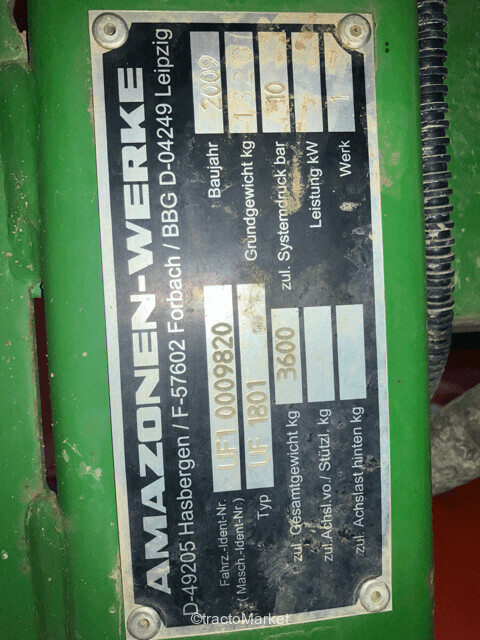 AMAZONEN-WERKE
D-49205 Hasbergen / F-57602 Forbach / BBG D-04249 Leipzig
Fahrz.-Ident-Nr. UF1 0009820 Baujahr 2009
( Masch.-Ident-Nr.)
Typ UF 1801 Grundgewicht kg
zul. Gesamtgewicht kg 3600 zul. Systemdruck bar 10
zul. Achsl.vo./ Stützl. kg Leistung kW
zul. Achslast hinten kg Werk 1
©tractoMarket